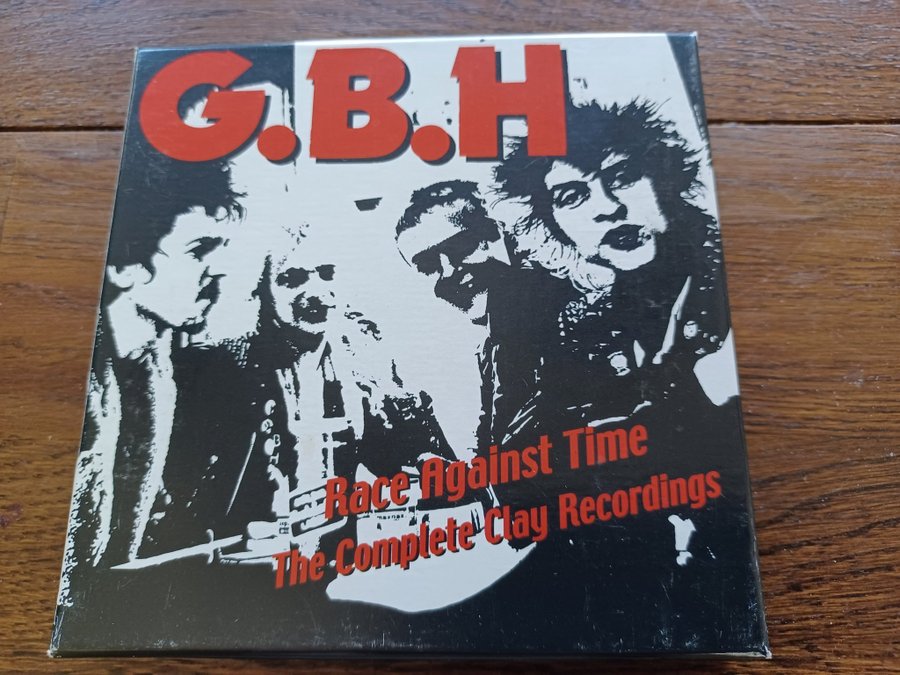 G.B.H
Race Against Time
The Complete Clay Recordings